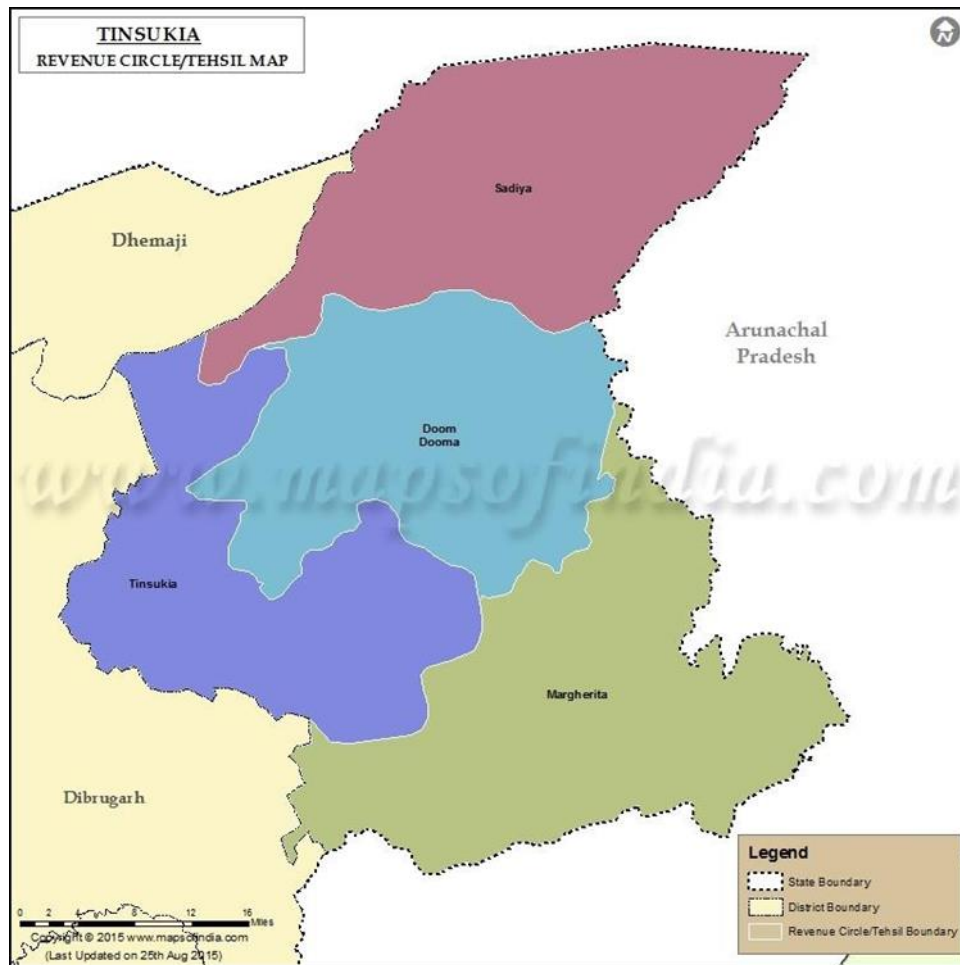 TINSUKIA
REVENUE CIRCLE/TEHSIL MAP
N
Sadiya
Dhemaji
Arunachal
Pradesh
Doom
Dooma
www.mapsofindia.com
Tinsukia
Margherita
Dibrugarh
Legend
State Boundary
District Boundary
Revenue Circle/Tehsil Boundary
0 2 4 8 12 16
Miles
Copyright © 2015 www.mapsofindia.com
(Last Updated on 25th Aug 2015)